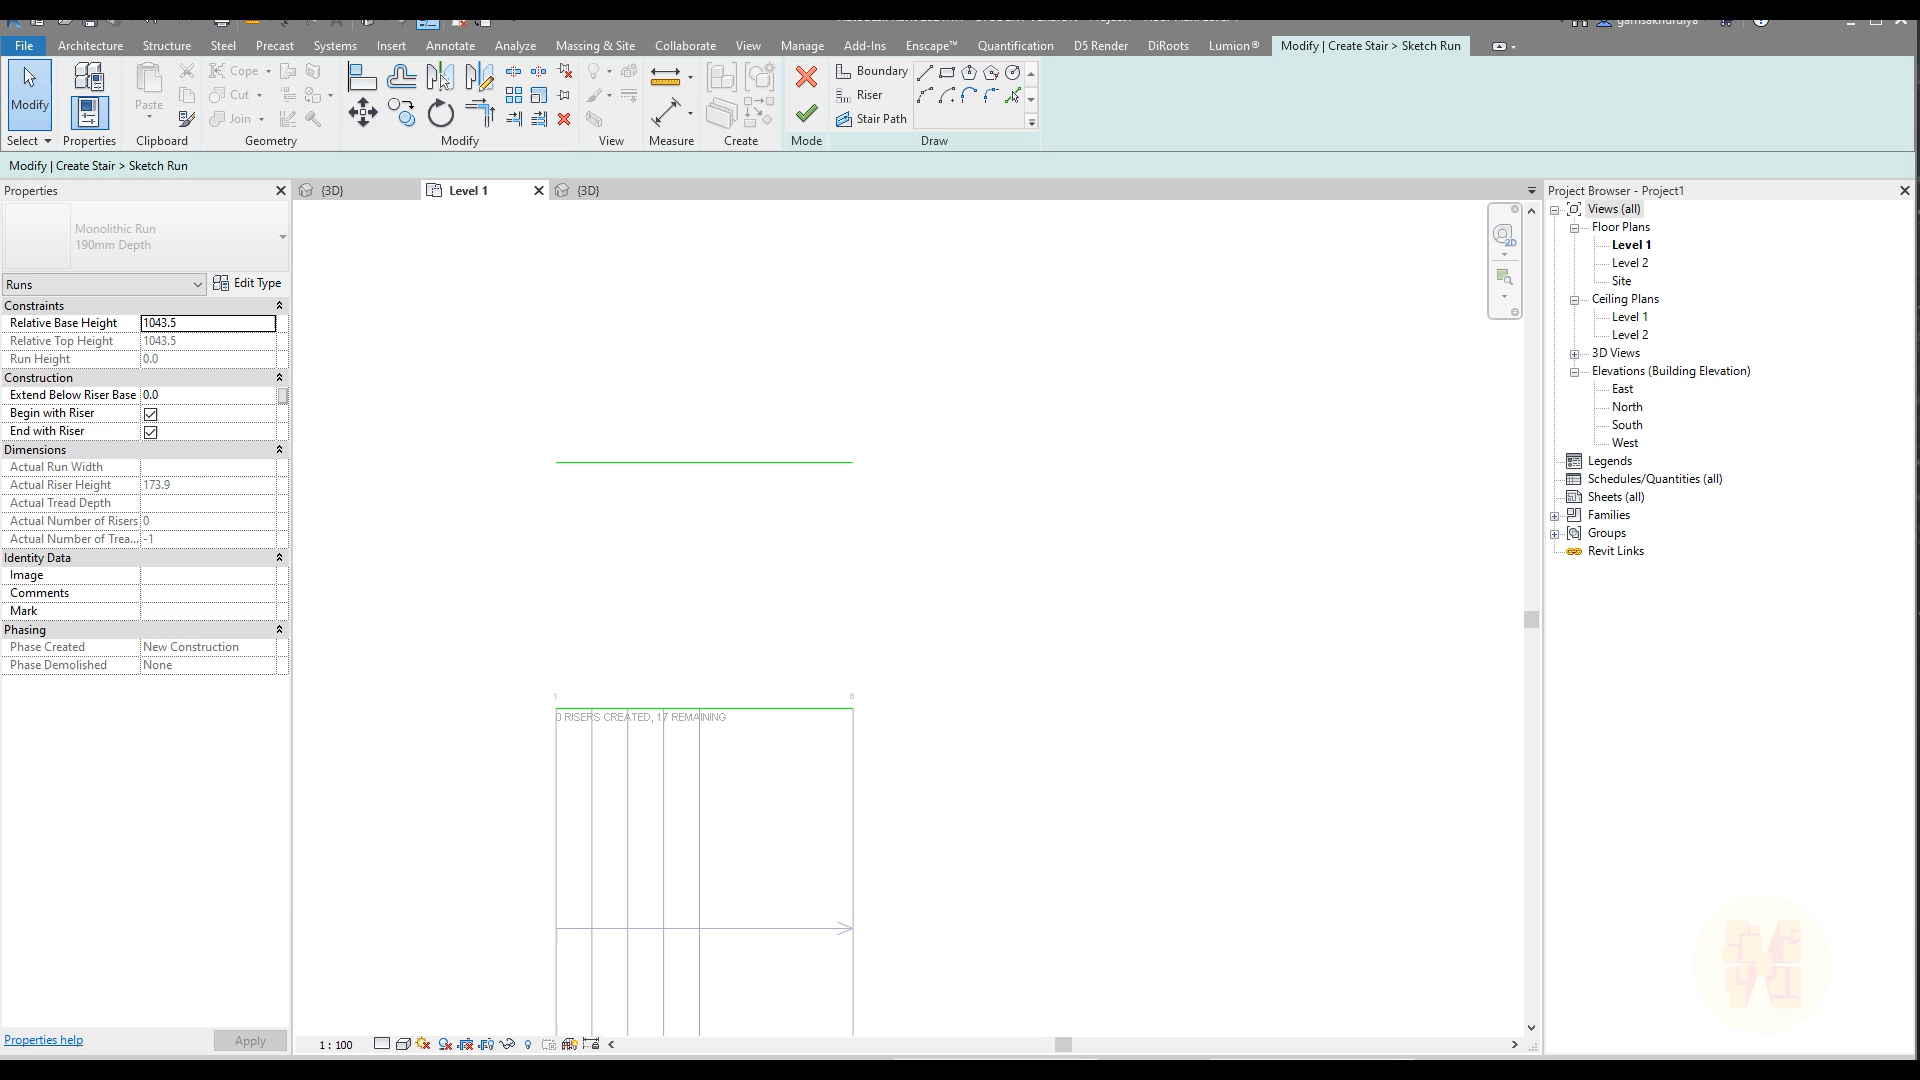 File Architecture Structure Steel Precast Systems Insert Annotate Analyze Massing & Site Collaborate View Manage Add-Ins Enscape™ Quantification D5 Render DiRoots Lumion® Modify | Create Stair > Sketch Run
Modify
Paste
Cope
Cut
Join
Boundary
Riser
Stair Path
Select Properties Clipboard Geometry Modify View Measure Create Mode Draw
Modify | Create Stair > Sketch Run
Properties
{3D} Level 1 {3D}
Project Browser - Project1
Monolithic Run
190mm Depth
Runs Edit Type
Constraints
Relative Base Height 1043.5
Relative Top Height 1043.5
Run Height 0.0
Construction
Extend Below Riser Base 0.0
Begin with Riser
End with Riser
Dimensions
Actual Run Width
Actual Riser Height 173.9
Actual Tread Depth
Actual Number of Risers 0
Actual Number of Trea... -1
Identity Data
Image
Comments
Mark
Phasing
Phase Created New Construction
Phase Demolished None
Properties help Apply
2D
1 6
0 RISERS CREATED, 17 REMAINING
1 : 100
Views (all)
Floor Plans
Level 1
Level 2
Site
Ceiling Plans
Level 1
Level 2
3D Views
Elevations (Building Elevation)
East
North
South
West
Legends
Schedules/Quantities (all)
Sheets (all)
Families
Groups
Revit Links